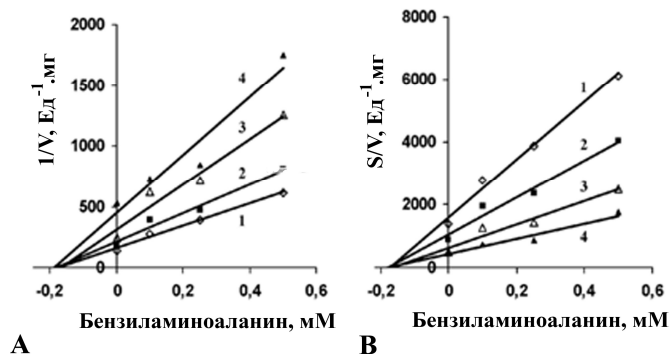 1/V, Ед⁻¹.мг
2000
1500
1000
500
0
-0,2 0 0,2 0,4 0,6
4
3
2
1
Бензиламиноаланин, мМ
A
S/V, Ед⁻¹.мг
8000
6000
4000
2000
0
-0,2 0 0,2 0,4 0,6
1
2
3
4
Бензиламиноаланин, мМ
B